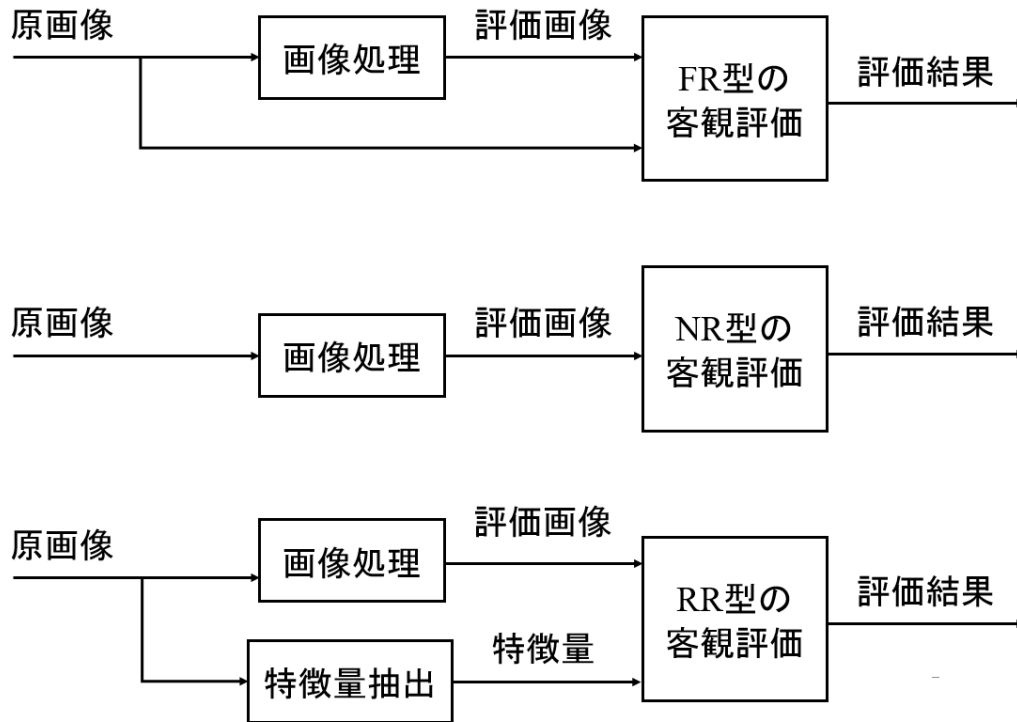 原画像
画像処理
評価画像
FR型の
客観評価
評価結果
原画像
画像処理
評価画像
NR型の
客観評価
評価結果
原画像
画像処理
評価画像
特徴量抽出
特徴量
RR型の
客観評価
評価結果